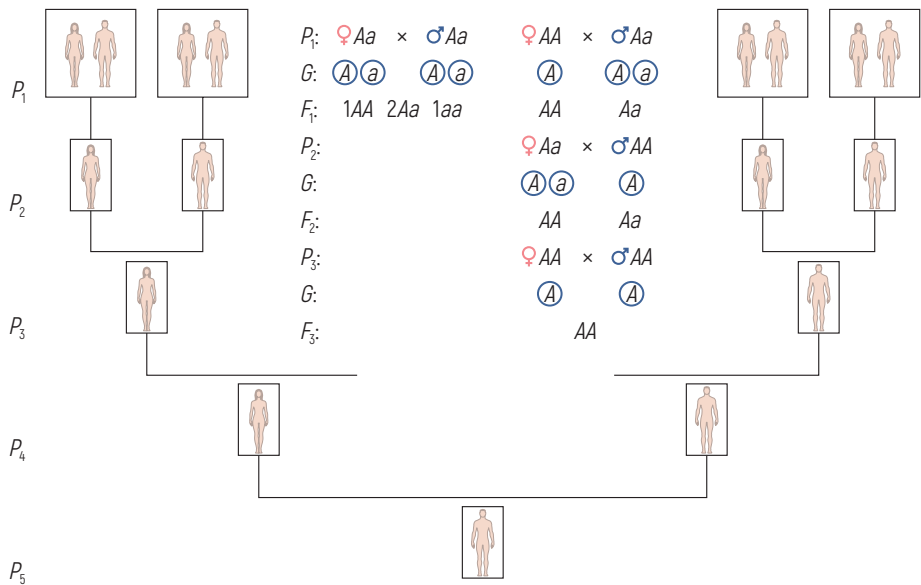 P₁: ♀Aa × ♂Aa ♀AA × ♂Aa
G: A a A a A A a
P₁
F₁: 1AA 2Aa 1aa AA Aa
P₂: ♀Aa × ♂AA
G: A a A
P₂
F₂: AA Aa
P₃: ♀AA × ♂AA
G: A A
P₃
F₃: AA
P₄
P₅